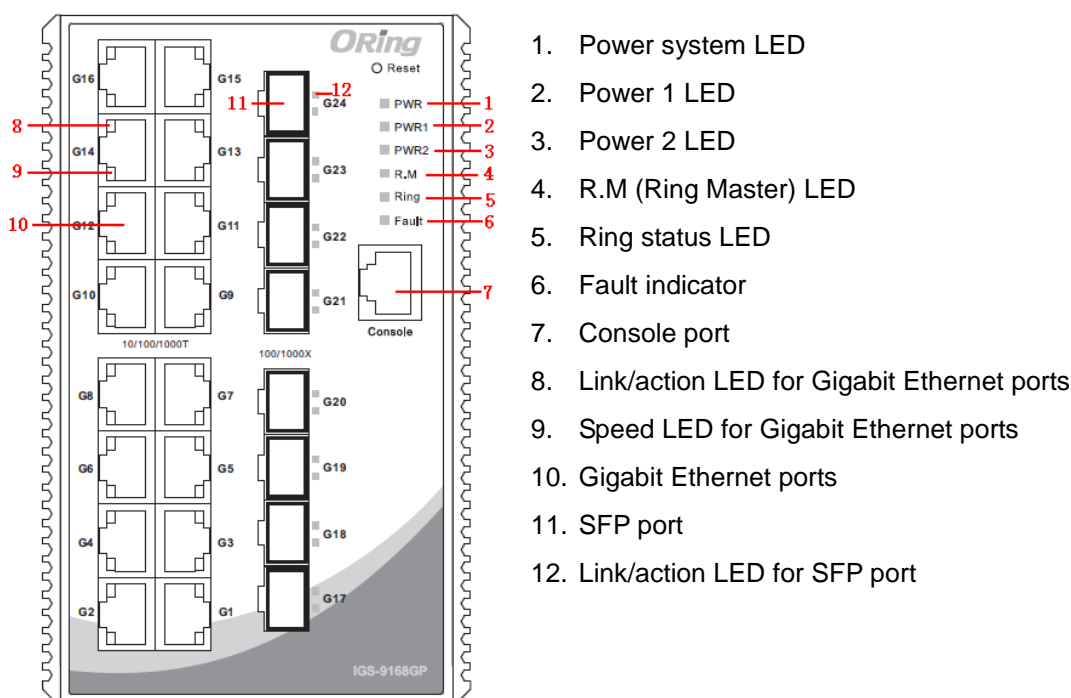 ORing
Reset
G16
G15
11
12
G24
PWR
1
8
PWR1
2
G14
G13
PWR2
3
9
G23
R.M
4
Ring
5
10
G12
G11
G22
Fault
6
G10
G9
G21
7
Console
10/100/1000T
100/1000X
G8
G7
G20
G6
G5
G19
G4
G3
G18
G2
G1
G17
IGS-9168GP
1. Power system LED
2. Power 1 LED
3. Power 2 LED
4. R.M (Ring Master) LED
5. Ring status LED
6. Fault indicator
7. Console port
8. Link/action LED for Gigabit Ethernet ports
9. Speed LED for Gigabit Ethernet ports
10. Gigabit Ethernet ports
11. SFP port
12. Link/action LED for SFP port